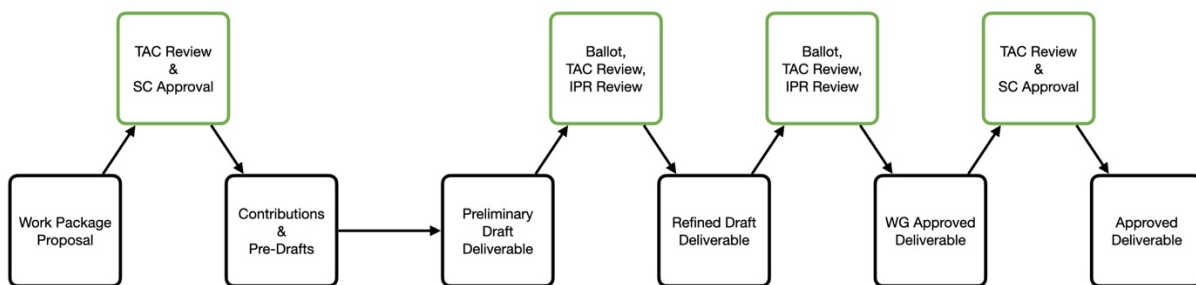 TAC Review
&
SC Approval
Ballot,
TAC Review,
IPR Review
Ballot,
TAC Review,
IPR Review
TAC Review
&
SC Approval
Work Package
Proposal
Contributions
&
Pre-Drafts
Preliminary
Draft
Deliverable
Refined Draft
Deliverable
WG Approved
Deliverable
Approved
Deliverable